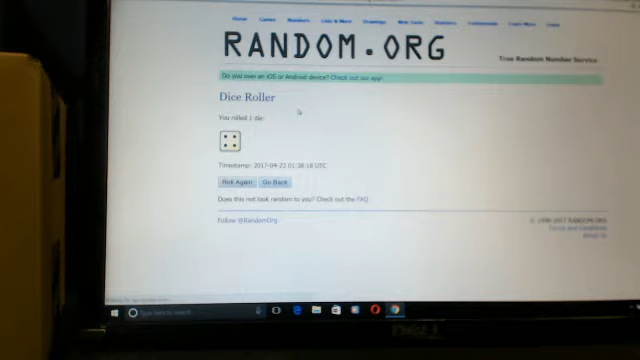 Home Games Numbers Lists & More Drawings Web Tools Statistics Testimonials Learn More Login
RANDOM.ORG
True Random Number Service
Do you own an iOS or Android device? Check out our app!
Dice Roller
You rolled 1 die:
Timestamp: 2017-04-22 01:38:18 UTC
Roll Again Go Back
Does this not look random to you? Check out the FAQ
Follow @RandomOrg
© 1998-2017 RANDOM.ORG
Terms and Conditions
About Us
Type here to search
DELL